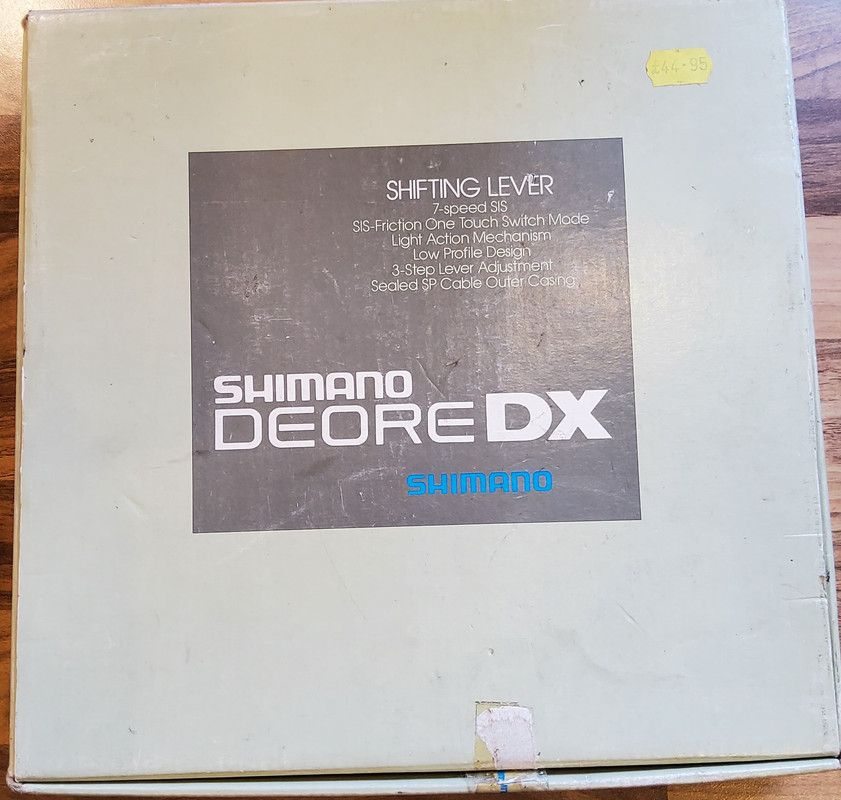 £44·95
SHIFTING LEVER
7-speed SIS
SIS-Friction One Touch Switch Mode
Light Action Mechanism
Low Profile Design
3-Step Lever Adjustment
Sealed SP Cable Outer Casing
SHIMANO
DEORE DX
SHIMANO